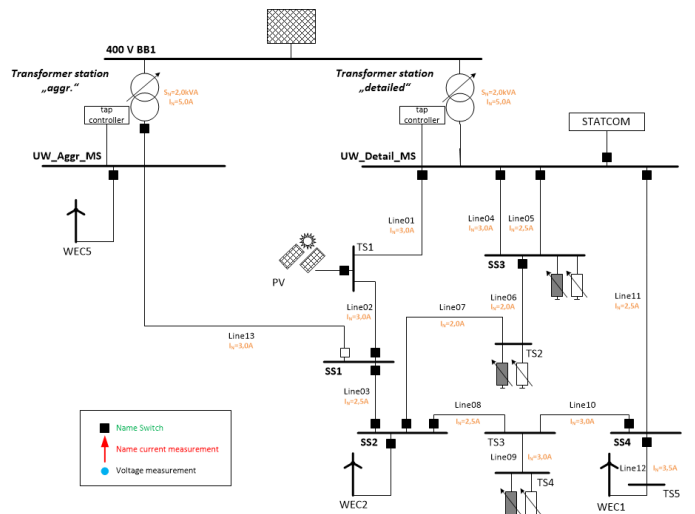 400 V BB1
Transformer station
„aggr.“
SN=2,0kVA
IN=5,0A
tap
controller
Transformer station
„detailed“
SN=2,0kVA
IN=5,0A
tap
controller
STATCOM
UW_Aggr_MS
UW_Detail_MS
WEC5
Line01
IN=3,0A
Line04
IN=3,0A
Line05
IN=2,5A
TS1
SS3
PV
Line02
IN=3,0A
Line07
IN=2,0A
Line06
IN=2,0A
Line11
IN=2,5A
Line13
IN=3,0A
TS2
SS1
Line03
IN=2,5A
Line08
IN=2,5A
Line10
IN=3,0A
SS2
TS3
SS4
Line09
IN=3,0A
Line12
IN=3,5A
TS4
TS5
WEC2
WEC1
Name Switch
Name current measurement
Voltage measurement